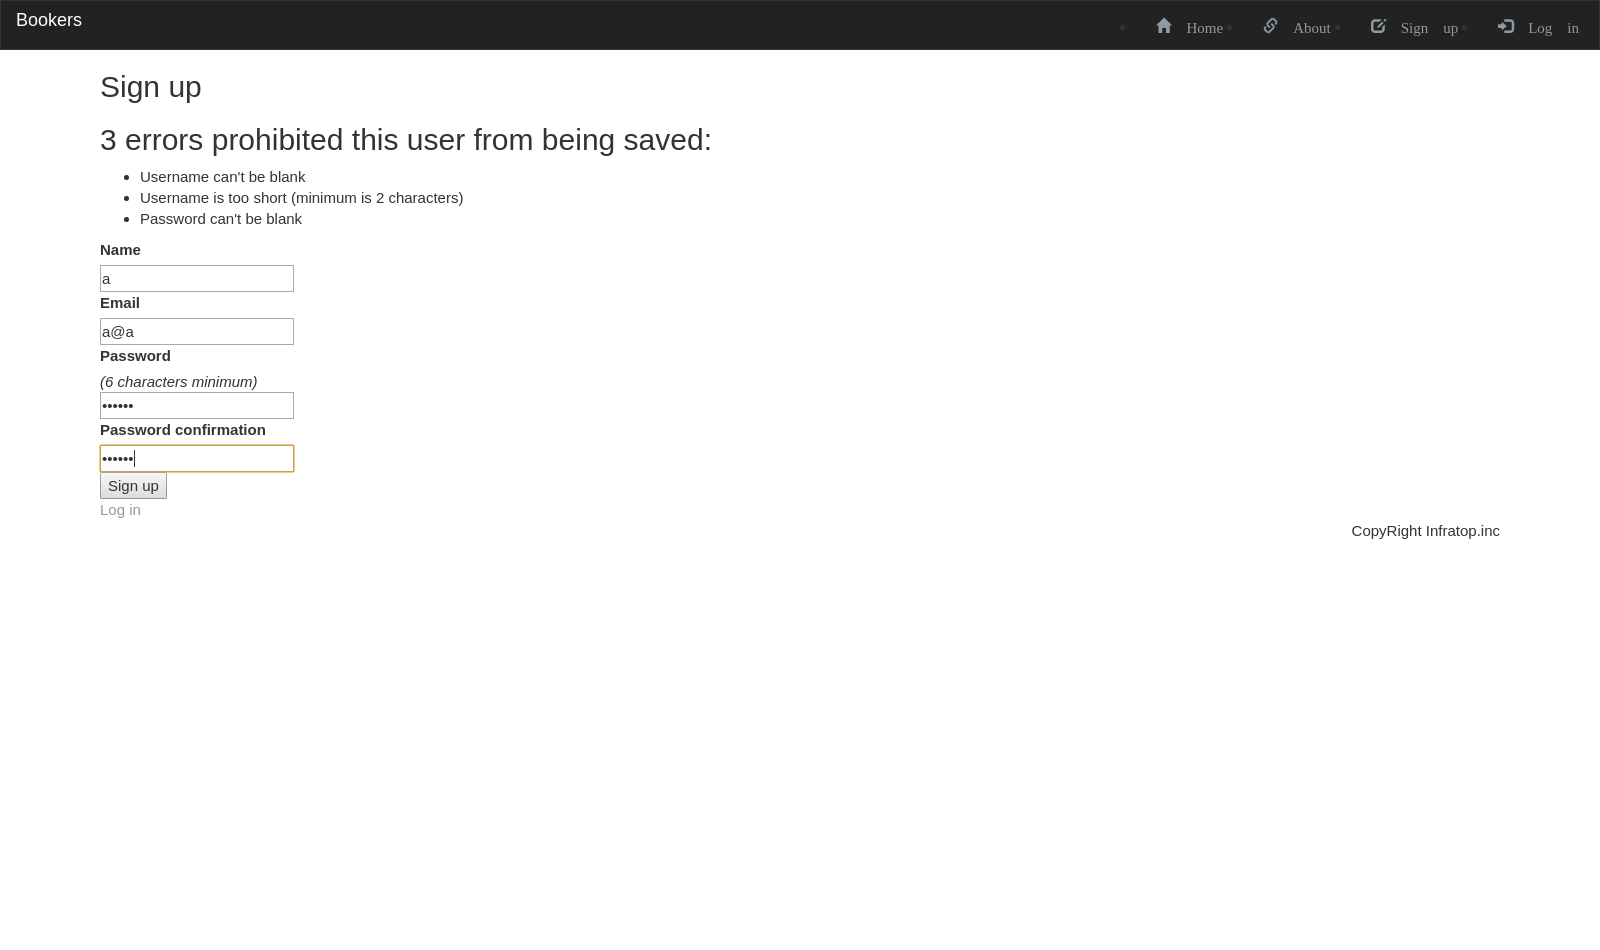 Bookers
Home About Sign up Log in
Sign up
3 errors prohibited this user from being saved:
Username can't be blank
Username is too short (minimum is 2 characters)
Password can't be blank
Name
a
Email
a@a
Password
(6 characters minimum)
••••••
Password confirmation
••••••
Sign up
Log in
CopyRight Infratop.inc